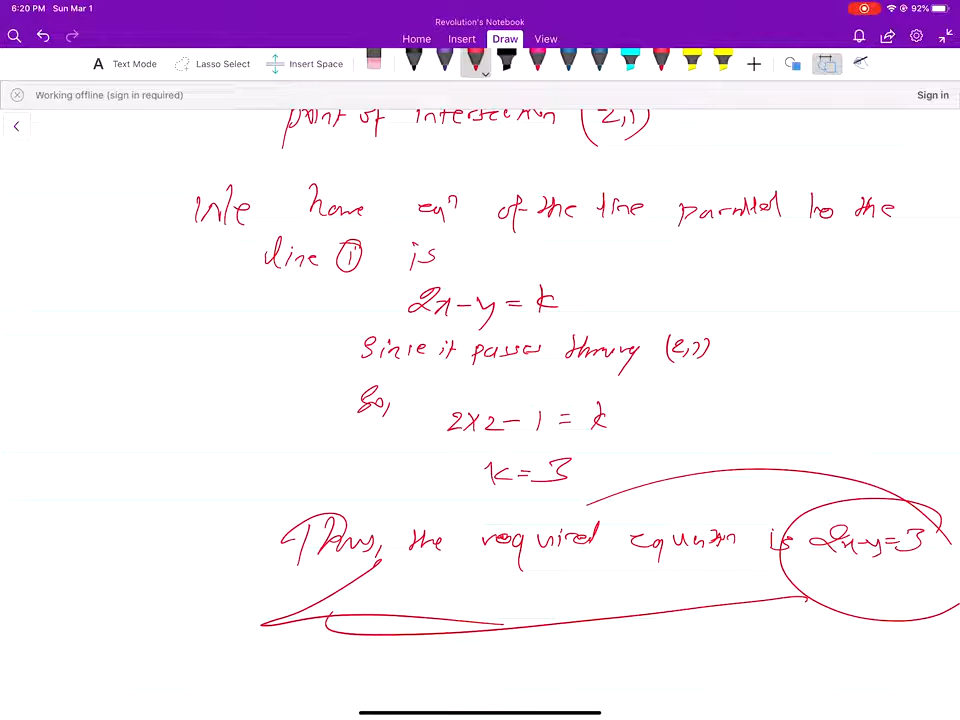 6:20 PM Sun Mar 1
92%
Revolution's Notebook
Home Insert Draw View
Text Mode Lasso Select Insert Space
Working offline (sign in required) Sign in
point of intersection (2,1)
We have eqn of the line parallel to the
line ① is
2x-y=k
Since it passes through (2,1)
So,
2×2-1=k
k=3
Thus, the required equation is 2x-y=3